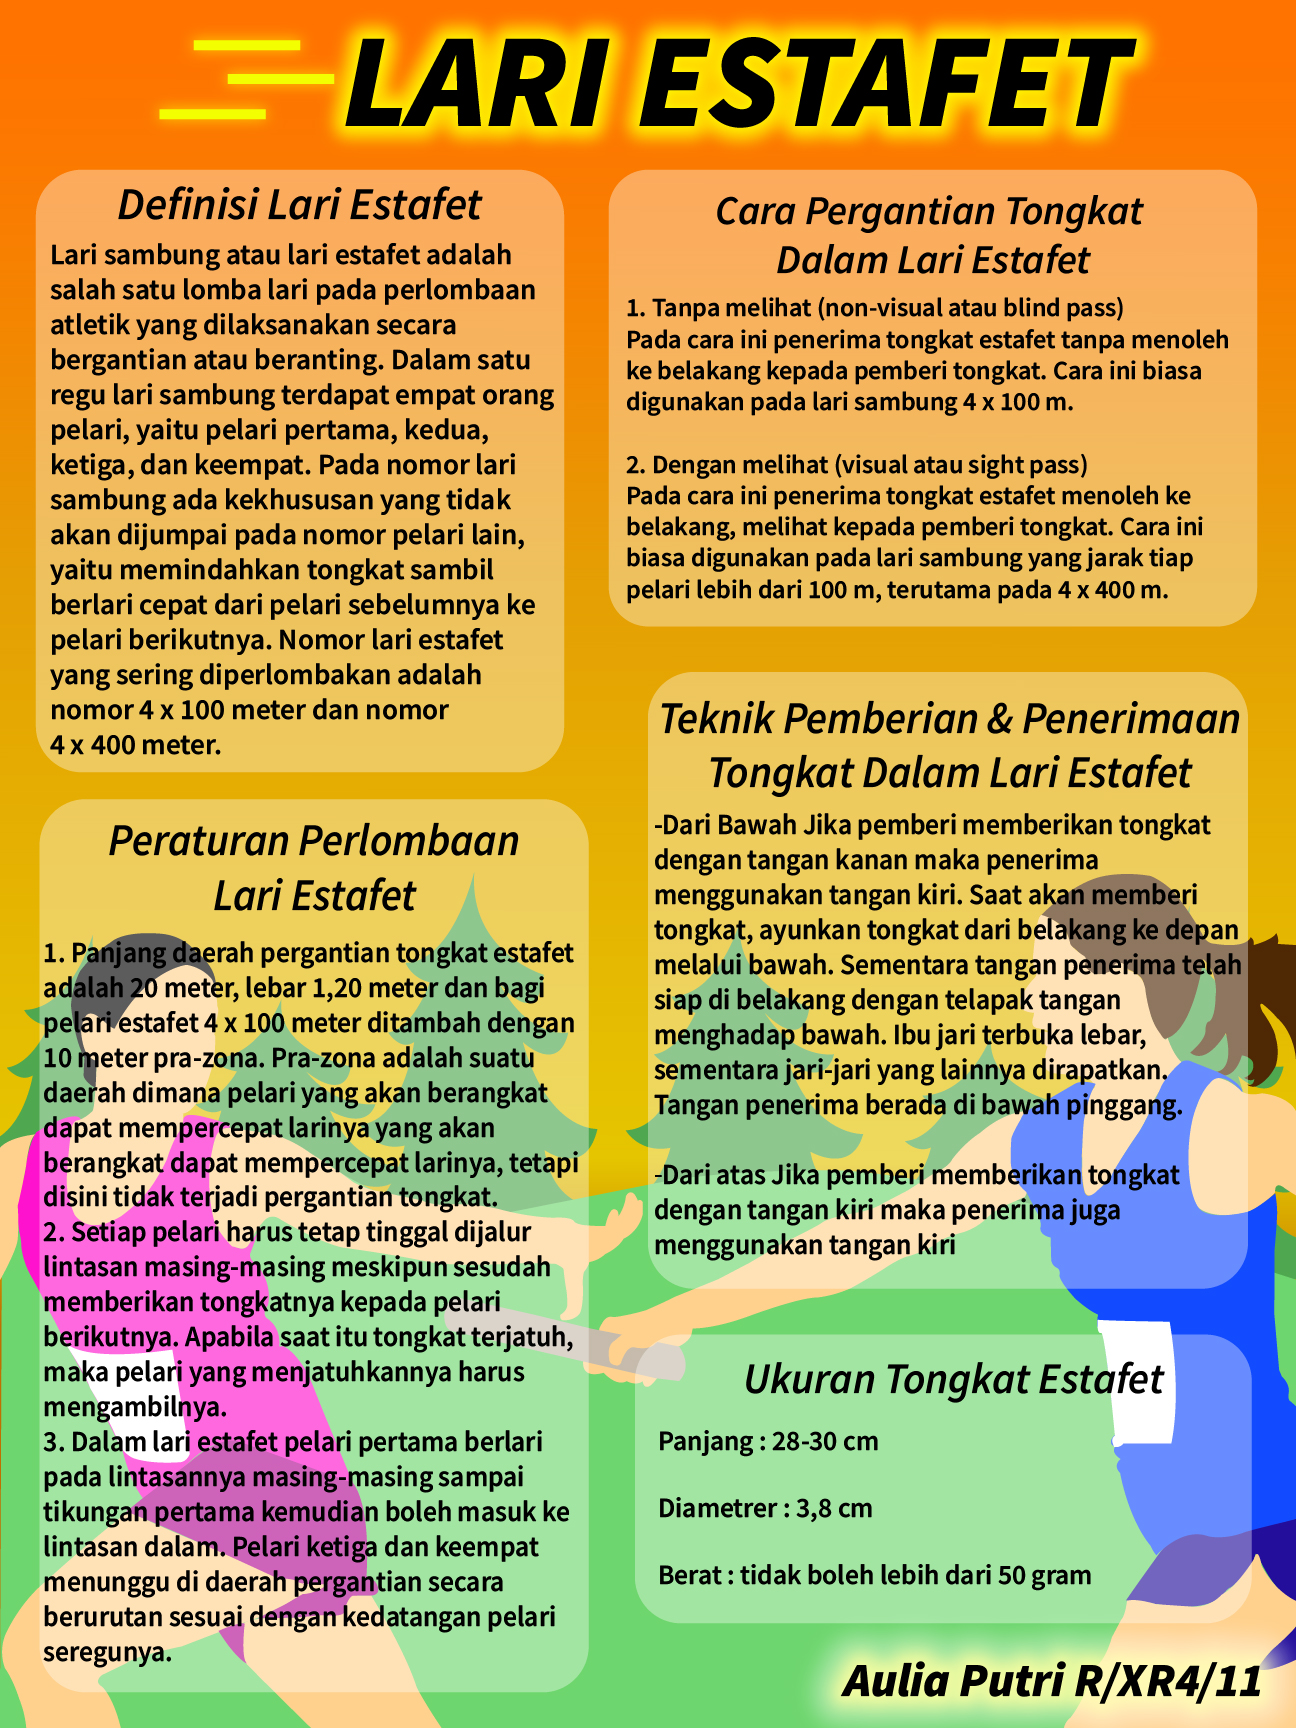 LARI ESTAFET
Definisi Lari Estafet
Lari sambung atau lari estafet adalah
salah satu lomba lari pada perlombaan
atletik yang dilaksanakan secara
bergantian atau beranting. Dalam satu
regu lari sambung terdapat empat orang
pelari, yaitu pelari pertama, kedua,
ketiga, dan keempat. Pada nomor lari
sambung ada kekhususan yang tidak
akan dijumpai pada nomor pelari lain,
yaitu memindahkan tongkat sambil
berlari cepat dari pelari sebelumnya ke
pelari berikutnya. Nomor lari estafet
yang sering diperlombakan adalah
nomor 4 x 100 meter dan nomor
4 x 400 meter.
Peraturan Perlombaan
Lari Estafet
1. Panjang daerah pergantian tongkat estafet
adalah 20 meter, lebar 1,20 meter dan bagi
pelari estafet 4 x 100 meter ditambah dengan
10 meter pra-zona. Pra-zona adalah suatu
daerah dimana pelari yang akan berangkat
dapat mempercepat larinya yang akan
berangkat dapat mempercepat larinya, tetapi
disini tidak terjadi pergantian tongkat.
2. Setiap pelari harus tetap tinggal dijalur
lintasan masing-masing meskipun sesudah
memberikan tongkatnya kepada pelari
berikutnya. Apabila saat itu tongkat terjatuh,
maka pelari yang menjatuhkannya harus
mengambilnya.
3. Dalam lari estafet pelari pertama berlari
pada lintasannya masing-masing sampai
tikungan pertama kemudian boleh masuk ke
lintasan dalam. Pelari ketiga dan keempat
menunggu di daerah pergantian secara
berurutan sesuai dengan kedatangan pelari
seregunya.
Cara Pergantian Tongkat
Dalam Lari Estafet
1. Tanpa melihat (non-visual atau blind pass)
Pada cara ini penerima tongkat estafet tanpa menoleh
ke belakang kepada pemberi tongkat. Cara ini biasa
digunakan pada lari sambung 4 x 100 m.
2. Dengan melihat (visual atau sight pass)
Pada cara ini penerima tongkat estafet menoleh ke
belakang, melihat kepada pemberi tongkat. Cara ini
biasa digunakan pada lari sambung yang jarak tiap
pelari lebih dari 100 m, terutama pada 4 x 400 m.
Teknik Pemberian & Penerimaan
Tongkat Dalam Lari Estafet
-Dari Bawah Jika pemberi memberikan tongkat
dengan tangan kanan maka penerima
menggunakan tangan kiri. Saat akan memberi
tongkat, ayunkan tongkat dari belakang ke depan
melalui bawah. Sementara tangan penerima telah
siap di belakang dengan telapak tangan
menghadap bawah. Ibu jari terbuka lebar,
sementara jari-jari yang lainnya dirapatkan.
Tangan penerima berada di bawah pinggang.
-Dari atas Jika pemberi memberikan tongkat
dengan tangan kiri maka penerima juga
menggunakan tangan kiri
Ukuran Tongkat Estafet
Panjang : 28-30 cm
Diametrer : 3,8 cm
Berat : tidak boleh lebih dari 50 gram
Aulia Putri R/XR4/11